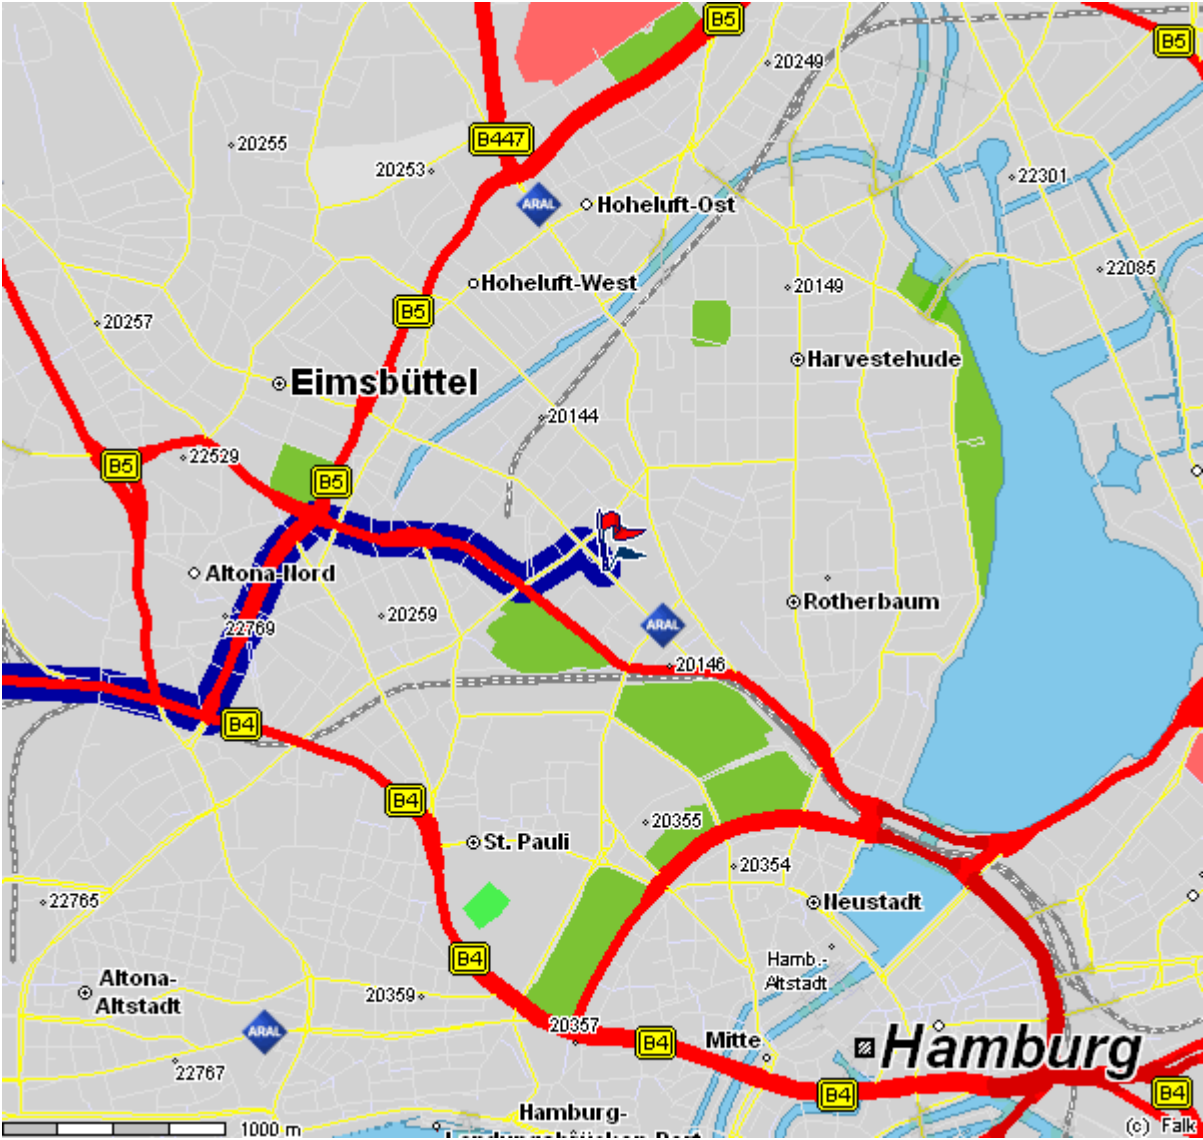 B5
B5
20249
B447
20255
20253
22301
ARAL
Hoheluft-Ost
22085
Hoheluft-West
20149
B5
20257
Harvestehude
Eimsbüttel
20144
22529
B5
B5
Altona-Nord
Rotherbaum
20259
22769
ARAL
20146
B4
B4
20355
St. Pauli
20354
22765
Neustadt
B4
Hamb.-
Altstadt
Altona-
Altstadt
20359
20357
ARAL
B4
Mitte
Hamburg
22767
B4
B4
Hamburg-
1000 m
(c) Falk